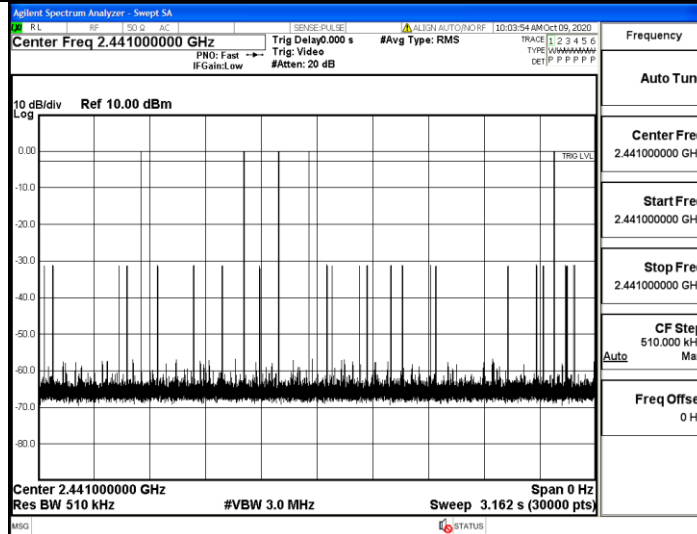 Agilent Spectrum Analyzer - Swept SA
RL RF 50 Ω AC SENSE:PULSE ALIGN AUTO/NO RF 10:03:54 AM Oct 09, 2020
Center Freq 2.441000000 GHz
PNO: Fast
IFGain:Low
Trig Delay0.000 s
Trig: Video
#Atten: 20 dB
#Avg Type: RMS
TRACE 1 2 3 4 5 6
TYPE
DET P P P P P P
10 dB/div Ref 10.00 dBm
Log
TRIG LVL
0.00
-10.0
-20.0
-30.0
-40.0
-50.0
-60.0
-70.0
-80.0
Center 2.441000000 GHz Span 0 Hz
Res BW 510 kHz #VBW 3.0 MHz Sweep 3.162 s (30000 pts)
MSG STATUS
Frequency
Auto Tun
Center Fre
2.441000000 GH
Start Fre
2.441000000 GH
Stop Fre
2.441000000 GH
CF Step
510.000 kH
Auto Ma
Freq Offse
0 H